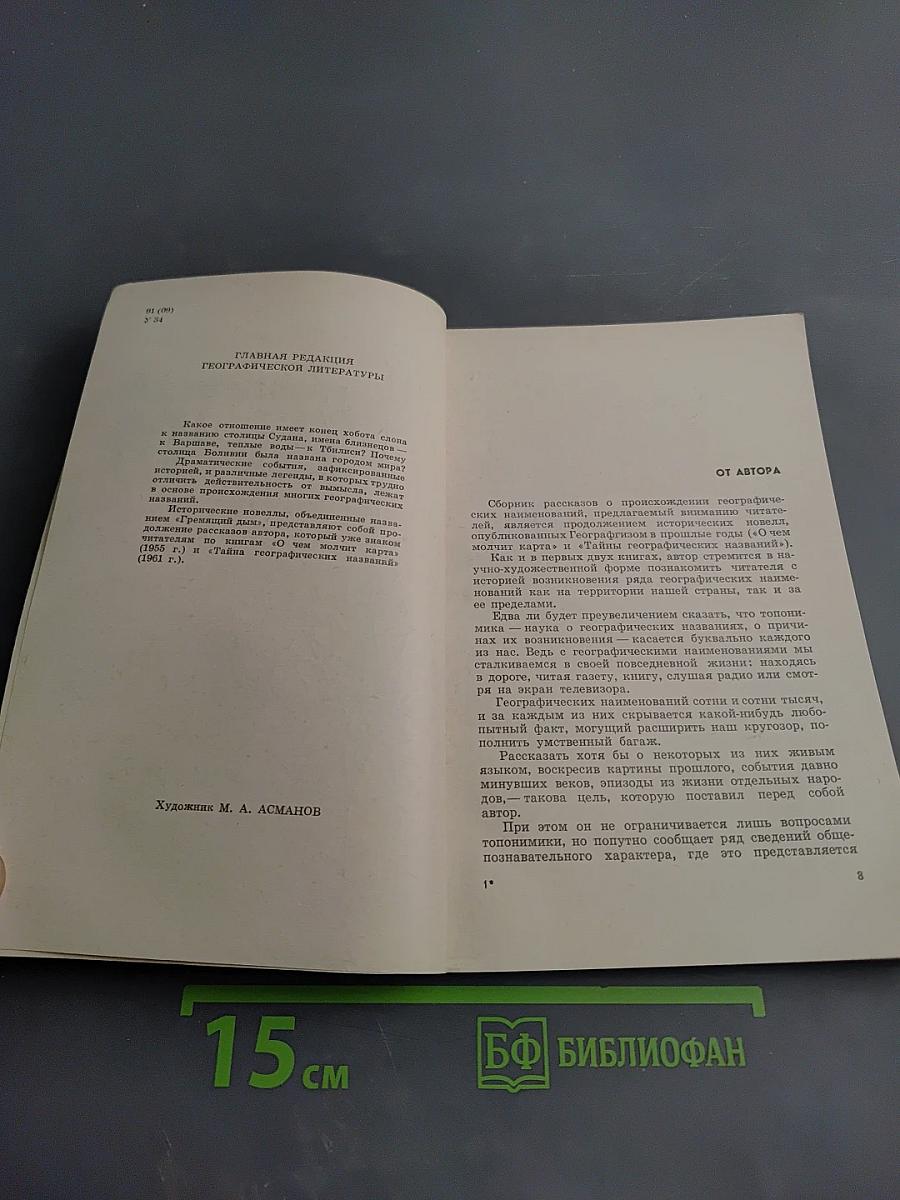 91 (09)
У 34
ГЛАВНАЯ РЕДАКЦИЯ
ГЕОГРАФИЧЕСКОЙ ЛИТЕРАТУРЫ
Какое отношение имеет конец хобота слона
к названию столицы Судана, имена близнецов —
к Варшаве, теплые воды — к Тбилиси? Почему
столица Боливии была названа городом мира?
Драматические события, зафиксированные
историей, и различные легенды, в которых трудно
отличить действительность от вымысла, лежат
в основе происхождения многих географических
названий.
Исторические новеллы, объединенные назва-
нием «Гремящий дым», представляют собой про-
должение рассказов автора, который уже знаком
читателям по книгам «О чем молчит карта»
(1955 г.) и «Тайна географических названий»
(1961 г.).
Художник М. А. АСМАНОВ
ОТ АВТОРА
Сборник рассказов о происхождении географиче-
ских наименований, предлагаемый вниманию читате-
лей, является продолжением исторических новелл,
опубликованных Географгизом в прошлые годы («О чем
молчит карта» и «Тайны географических названий»).
Как и в первых двух книгах, автор стремится в на-
учно-художественной форме познакомить читателя с
историей возникновения ряда географических наиме-
нований как на территории нашей страны, так и за
ее пределами.
Едва ли будет преувеличением сказать, что топони-
мика — наука о географических названиях, о причи-
нах их возникновения — касается буквально каждого
из нас. Ведь с географическими наименованиями мы
сталкиваемся в своей повседневной жизни: находясь
в дороге, читая газету, книгу, слушая радио или смот-
ря на экран телевизора.
Географических наименований сотни и сотни тысяч,
и за каждым из них скрывается какой-нибудь любо-
пытный факт, могущий расширить наш кругозор, по-
полнить умственный багаж.
Рассказать хотя бы о некоторых из них живым
языком, воскресив картины прошлого, события давно
минувших веков, эпизоды из жизни отдельных наро-
дов,— такова цель, которую поставил перед собой
автор.
При этом он не ограничивается лишь вопросами
топонимики, но попутно сообщает ряд сведений обще-
познавательного характера, где это представляется
1*
3
15 см
БФ БИБЛИОФАН